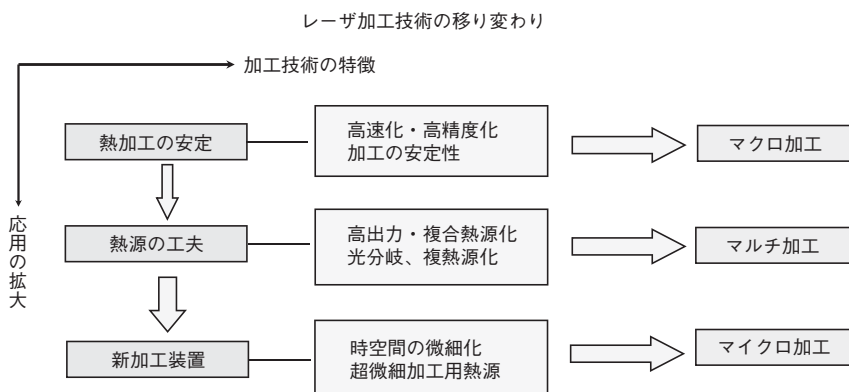 レーザ加工技術の移り変わり
加工技術の特徴
応用の拡大
熱加工の安定
高速化・高精度化
加工の安定性
マクロ加工
熱源の工夫
高出力・複合熱源化
光分岐、複熱源化
マルチ加工
新加工装置
時空間の微細化
超微細加工用熱源
マイクロ加工